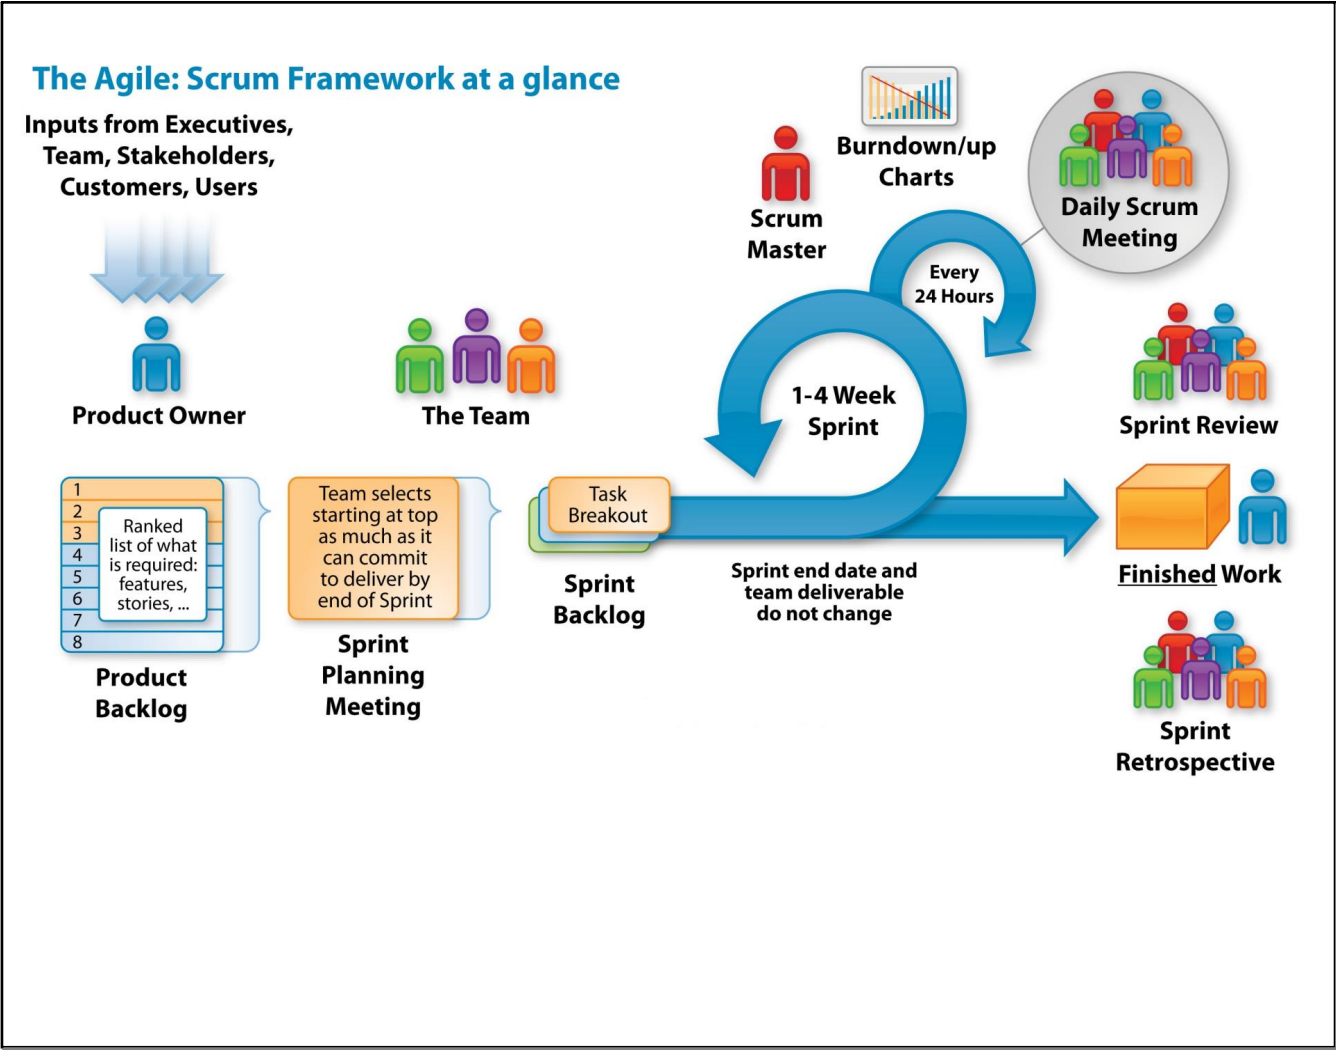 The Agile: Scrum Framework at a glance
Inputs from Executives,
Team, Stakeholders,
Customers, Users
Product Owner
The Team
Scrum
Master
Burndown/up
Charts
Daily Scrum
Meeting
Every
24 Hours
1-4 Week
Sprint
Sprint Review
1
2
3
4
5
6
7
8
Ranked
list of what
is required:
features,
stories, ...
Product
Backlog
Team selects
starting at top
as much as it
can commit
to deliver by
end of Sprint
Sprint
Planning
Meeting
Task
Breakout
Sprint
Backlog
Sprint end date and
team deliverable
do not change
Finished Work
Sprint
Retrospective